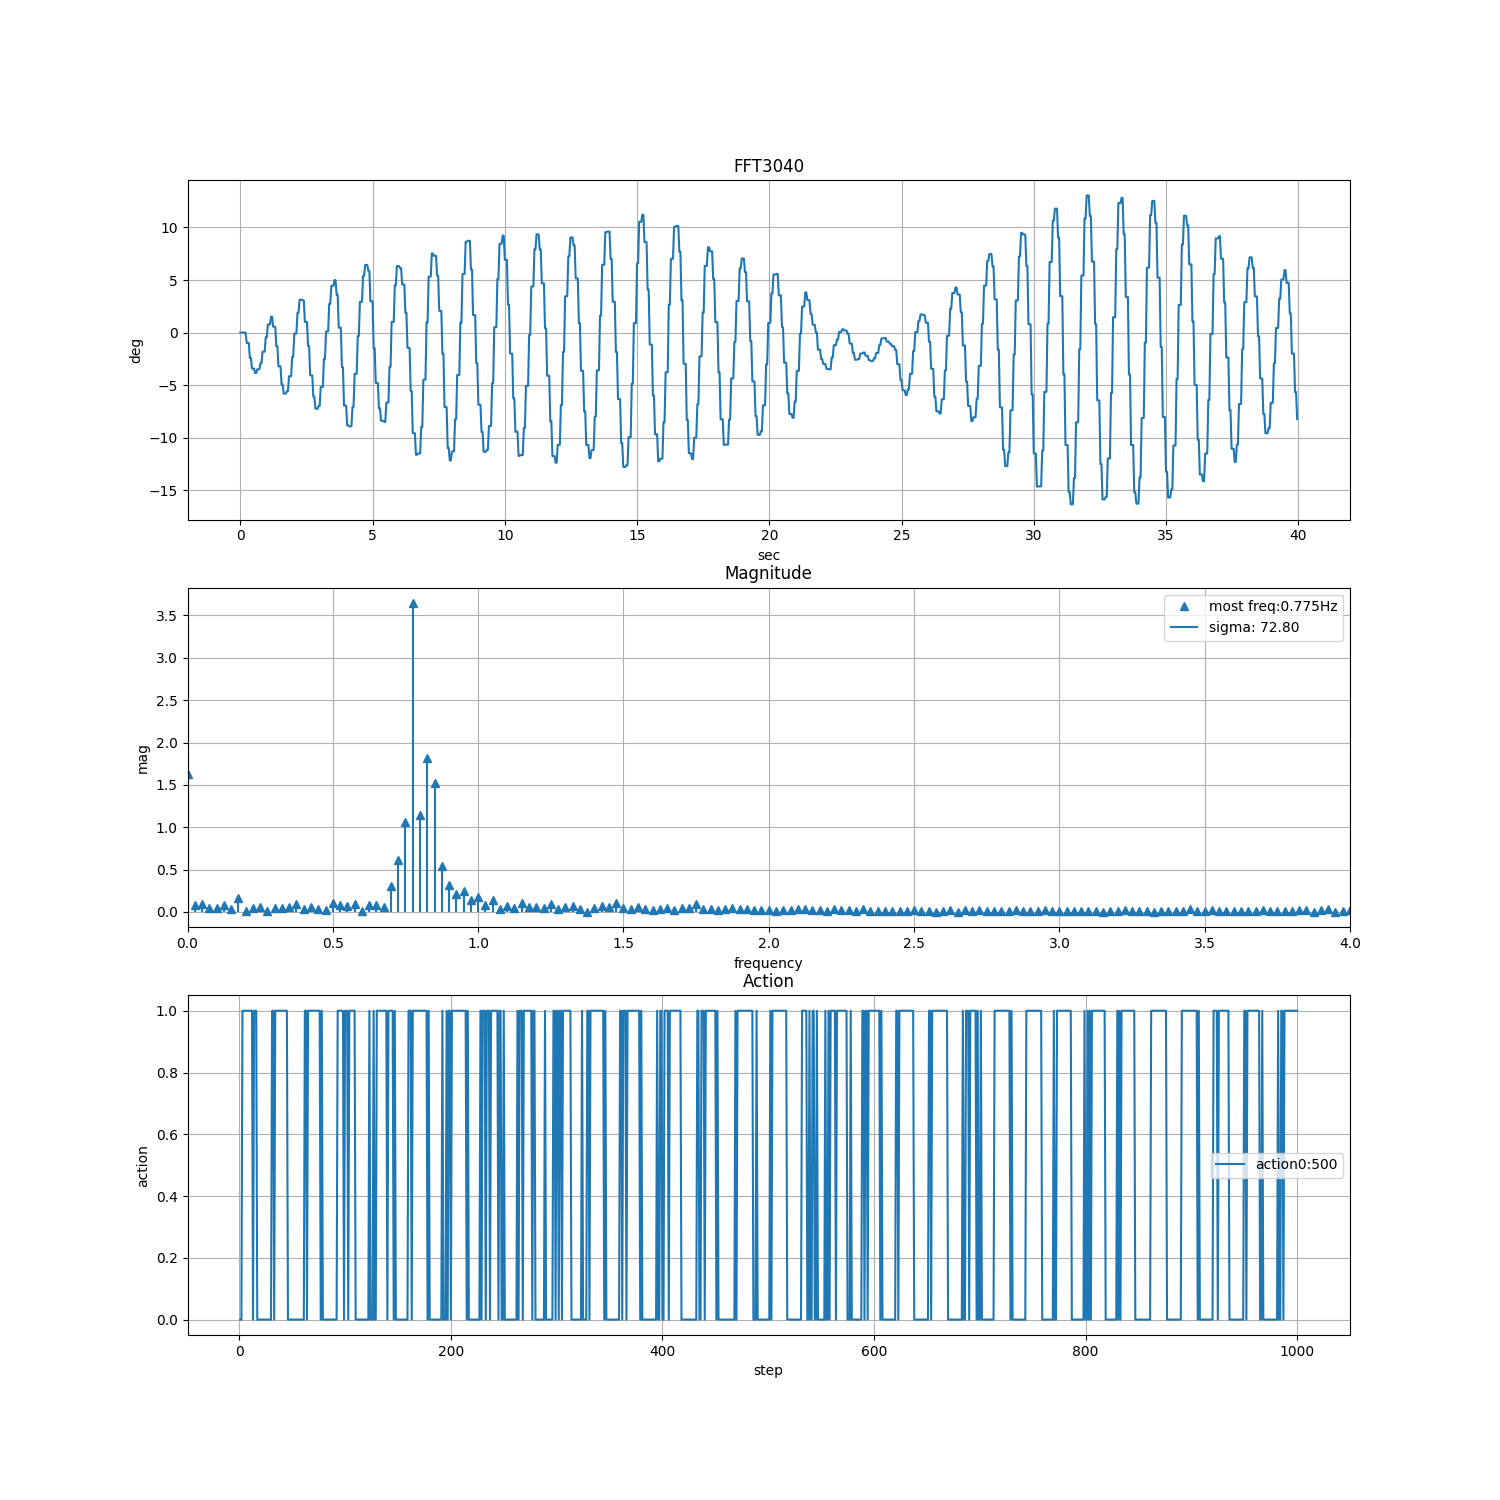 FFT3040
10
5
0
−5
−10
−15
deg
0 5 10 15 20 25 30 35 40
sec
Magnitude
most freq:0.775Hz
sigma: 72.80
3.5
3.0
2.5
2.0
1.5
1.0
0.5
0.0
mag
0.0 0.5 1.0 1.5 2.0 2.5 3.0 3.5 4.0
frequency
Action
1.0
0.8
0.6
0.4
0.2
0.0
action
action0:500
0 200 400 600 800 1000
step